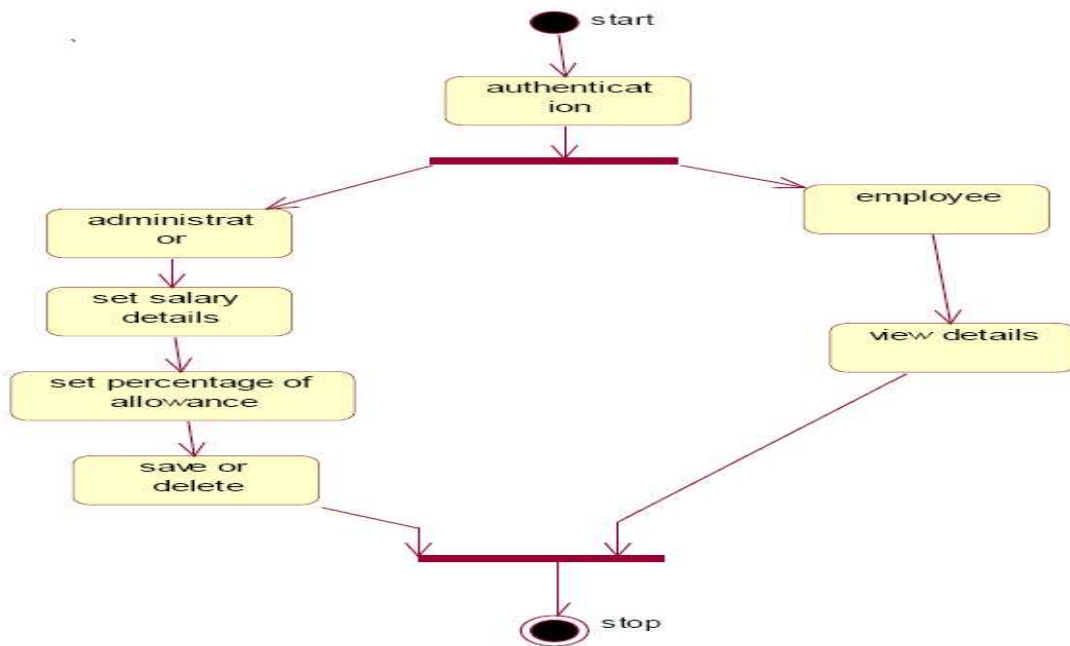 start
authenticat
ion
administrat
or
employee
set salary
details
view details
set percentage of
allowance
save or
delete
stop